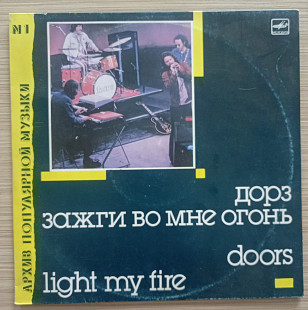 №1
АРХИВ ПОПУЛЯРНОЙ МУЗЫКИ
дорз
зажги во мне огонь
doors
light my fire